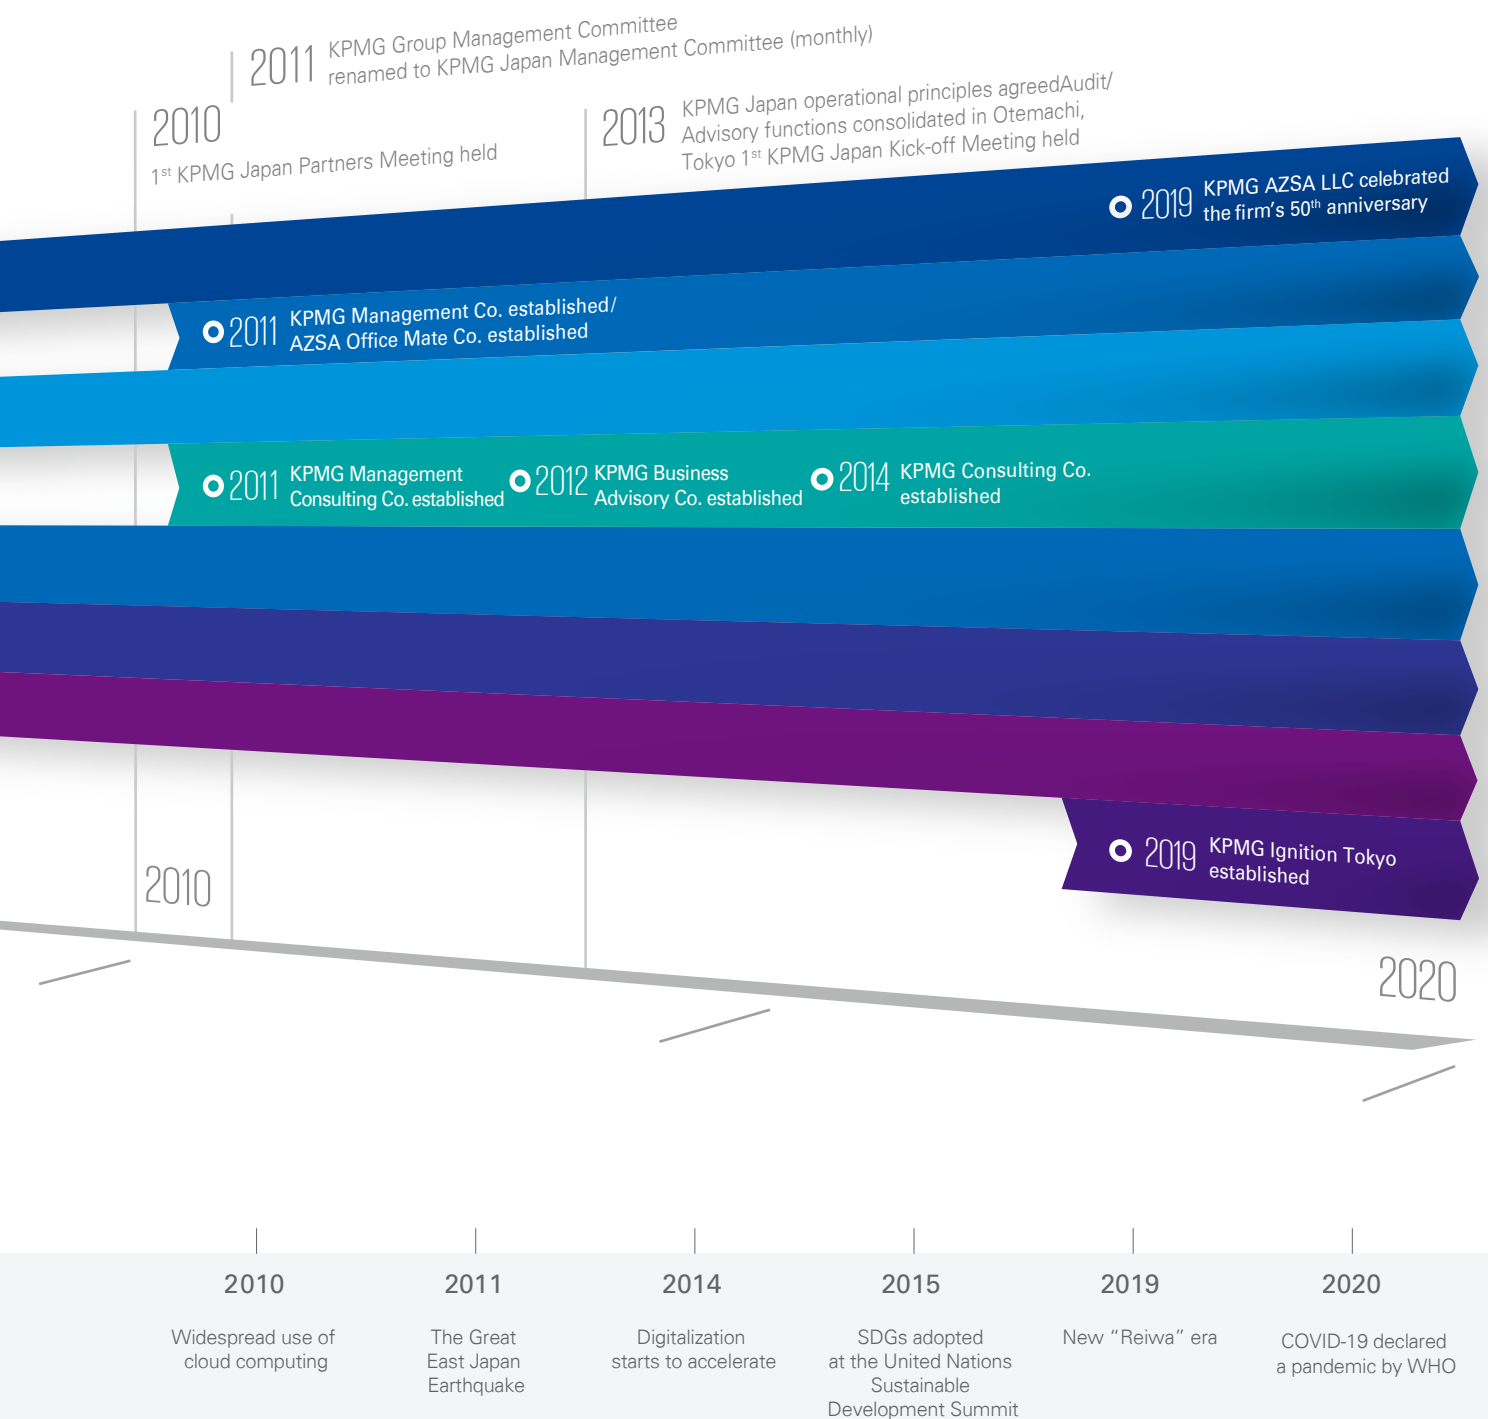 2011 KPMG Group Management Committee
renamed to KPMG Japan Management Committee (monthly)
2010
1st KPMG Japan Partners Meeting held
2013 KPMG Japan operational principles agreedAudit/
Advisory functions consolidated in Otemachi,
Tokyo 1st KPMG Japan Kick-off Meeting held
2019 KPMG AZSA LLC celebrated
the firm's 50th anniversary
2011 KPMG Management Co. established/
AZSA Office Mate Co. established
2011 KPMG Management
Consulting Co. established
2012 KPMG Business
Advisory Co. established
2014 KPMG Consulting Co.
established
2019 KPMG Ignition Tokyo
established
2010
2020
2010
Widespread use of
cloud computing
2011
The Great
East Japan
Earthquake
2014
Digitalization
starts to accelerate
2015
SDGs adopted
at the United Nations
Sustainable
Development Summit
2019
New “Reiwa” era
2020
COVID-19 declared
a pandemic by WHO